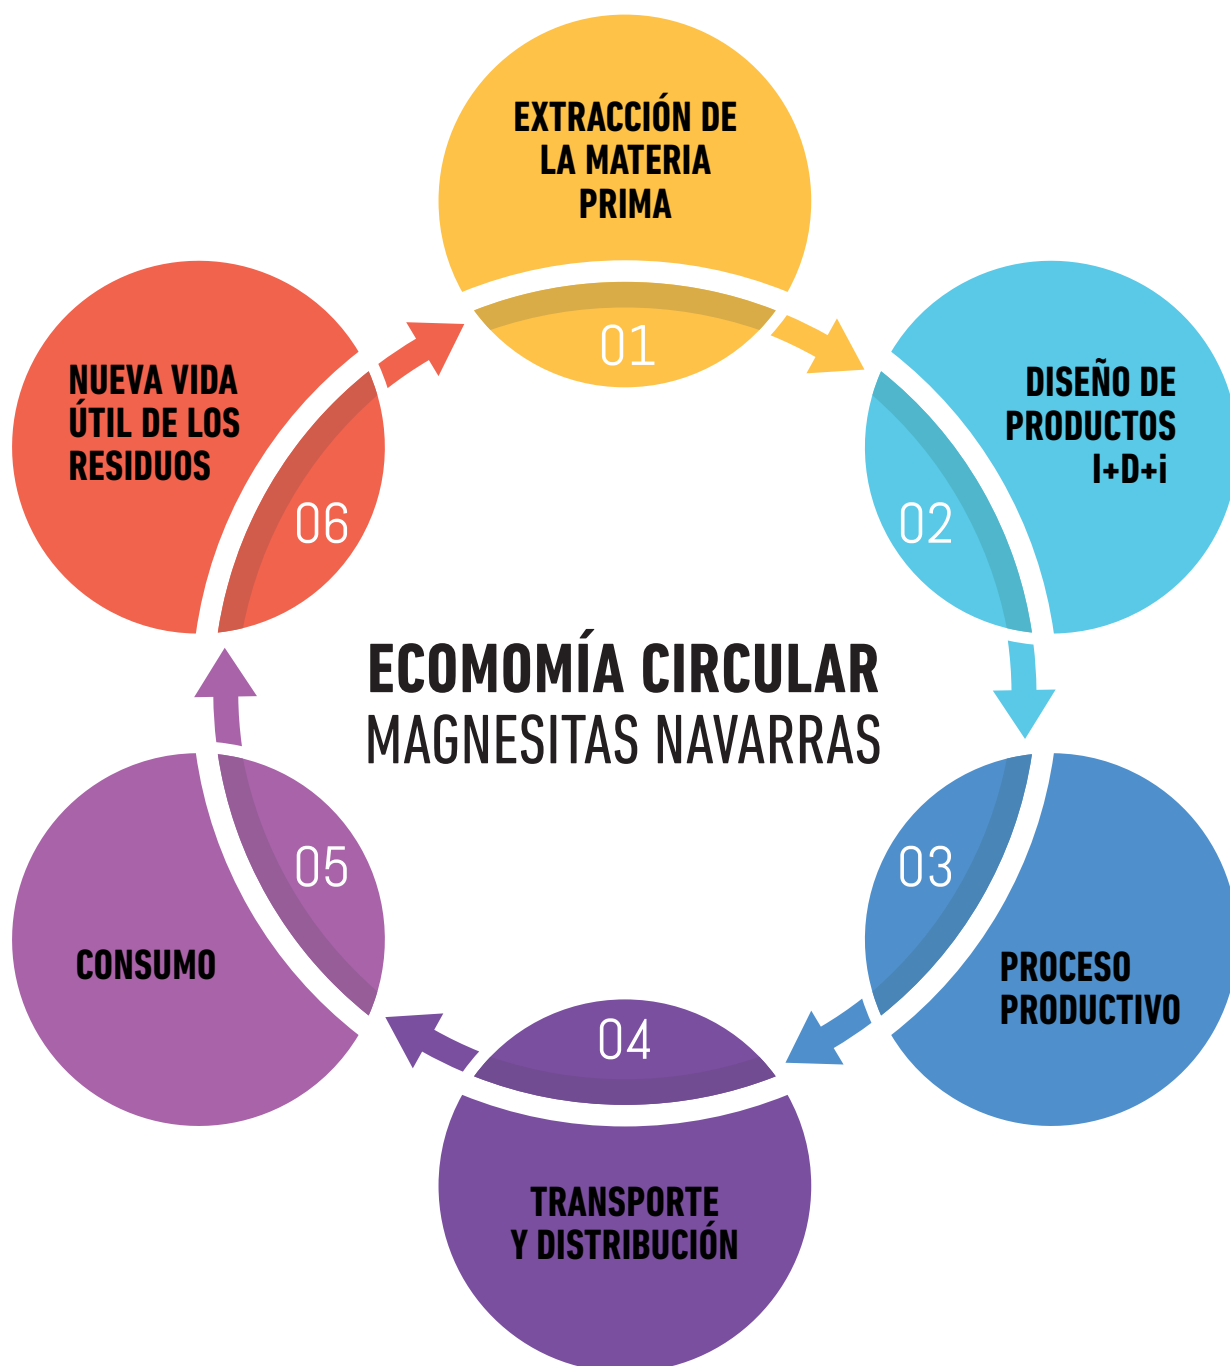 EXTRACCIÓN DE
LA MATERIA
PRIMA
01
DISEÑO DE
PRODUCTOS
I+D+i
02
03
PROCESO
PRODUCTIVO
04
TRANSPORTE
Y DISTRIBUCIÓN
05
CONSUMO
NUEVA VIDA
ÚTIL DE LOS
RESIDUOS
06
ECOMOMÍA CIRCULAR
MAGNESITAS NAVARRAS